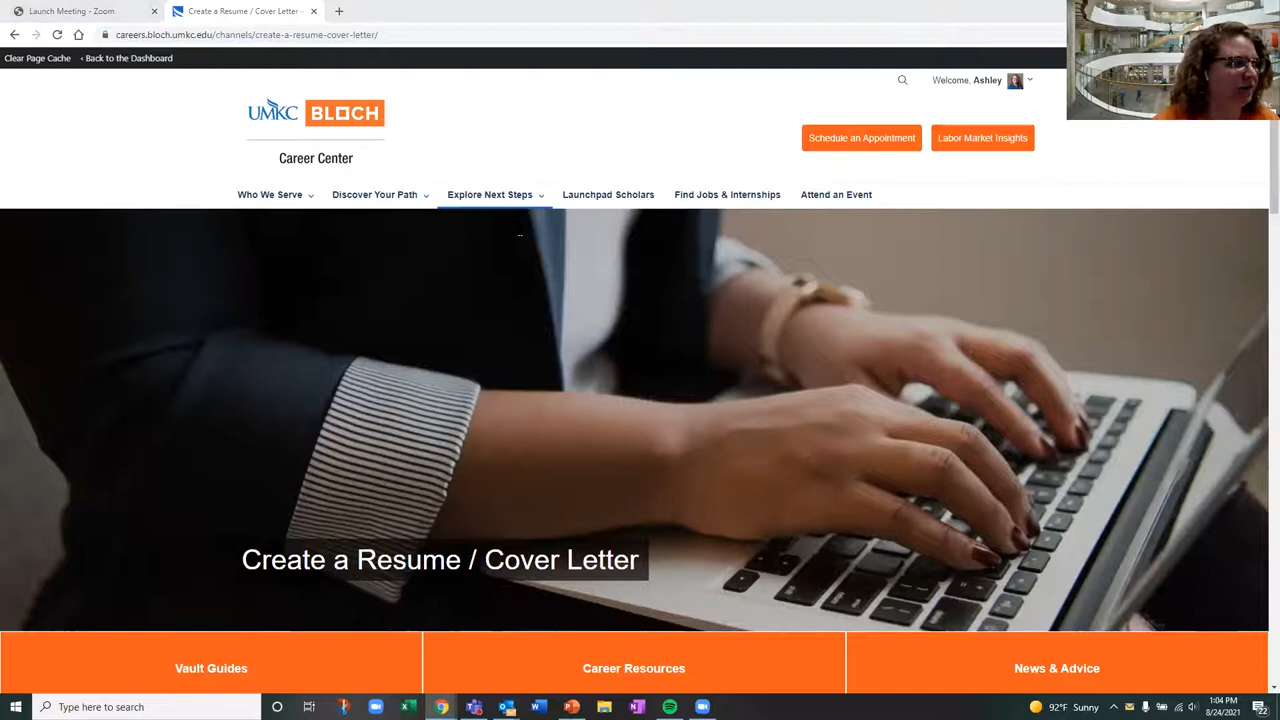 Launch Meeting - Zoom
Create a Resume / Cover Letter -
careers.bloch.umkc.edu/channels/create-a-resume-cover-letter/
Clear Page Cache
‹ Back to the Dashboard
Welcome, Ashley
UMKC BLOCH
Career Center
Schedule an Appointment
Labor Market Insights
Who We Serve
Discover Your Path
Explore Next Steps
Launchpad Scholars
Find Jobs & Internships
Attend an Event
Create a Resume / Cover Letter
Vault Guides
Career Resources
News & Advice
Type here to search
92°F Sunny
1:04 PM
8/24/2021
22